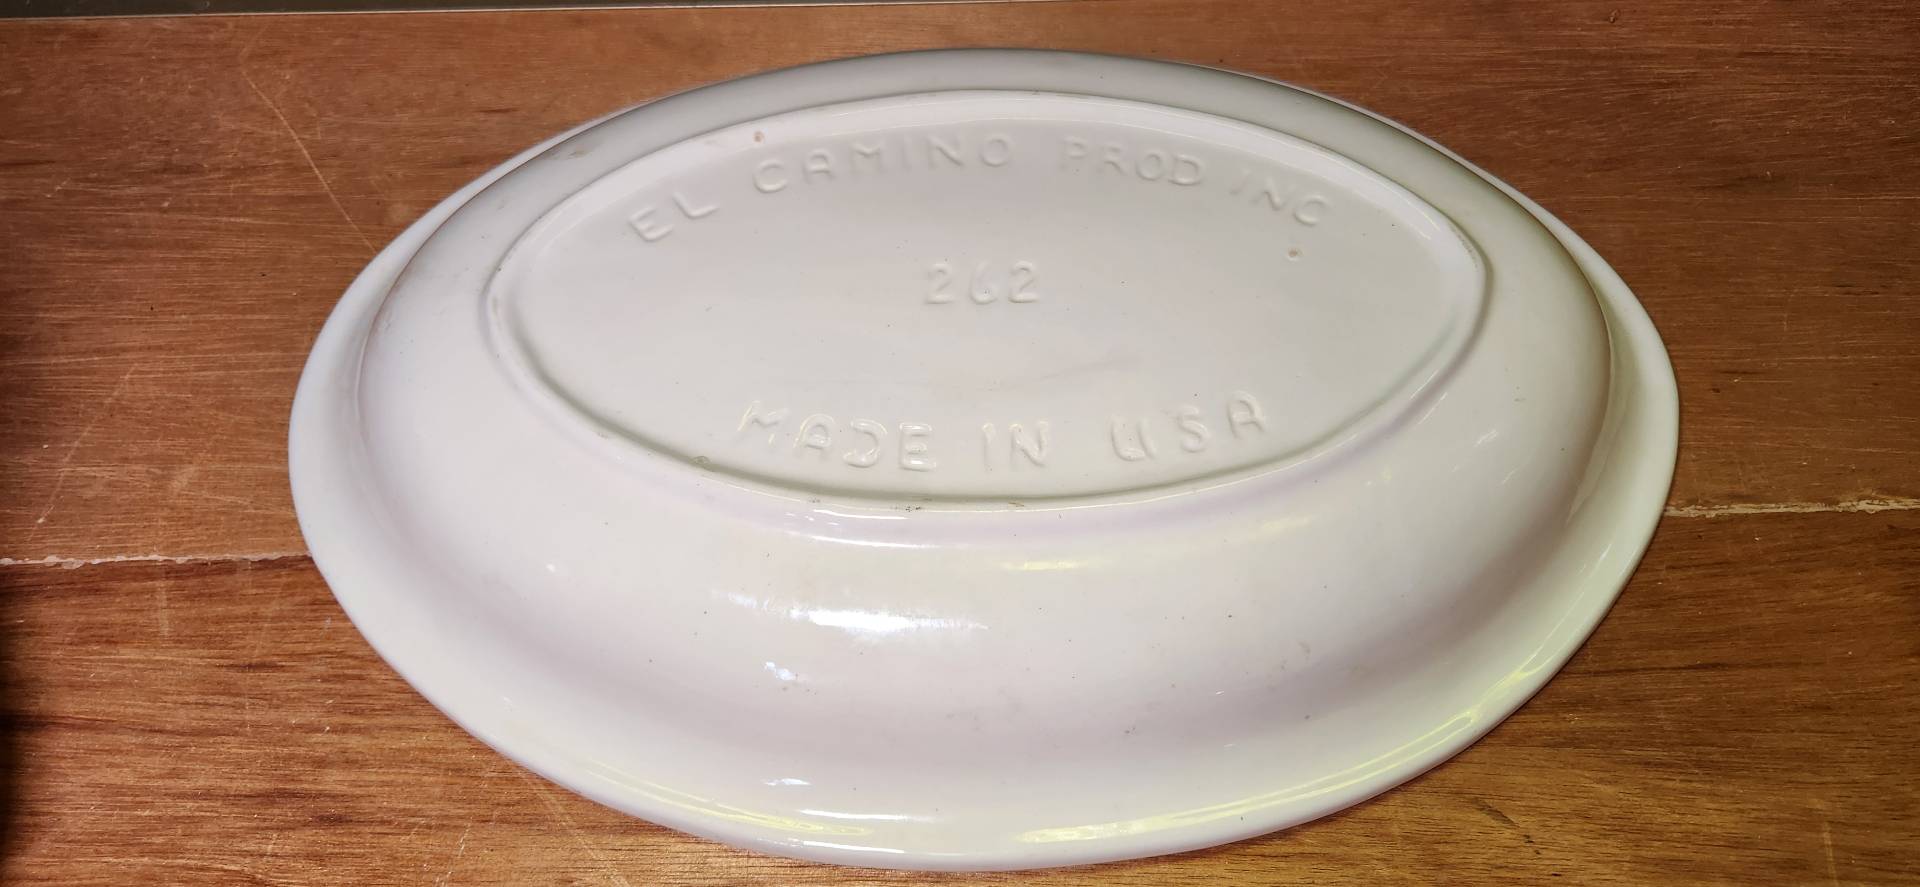 EL CAMINO PROD INC
262
MADE IN USA